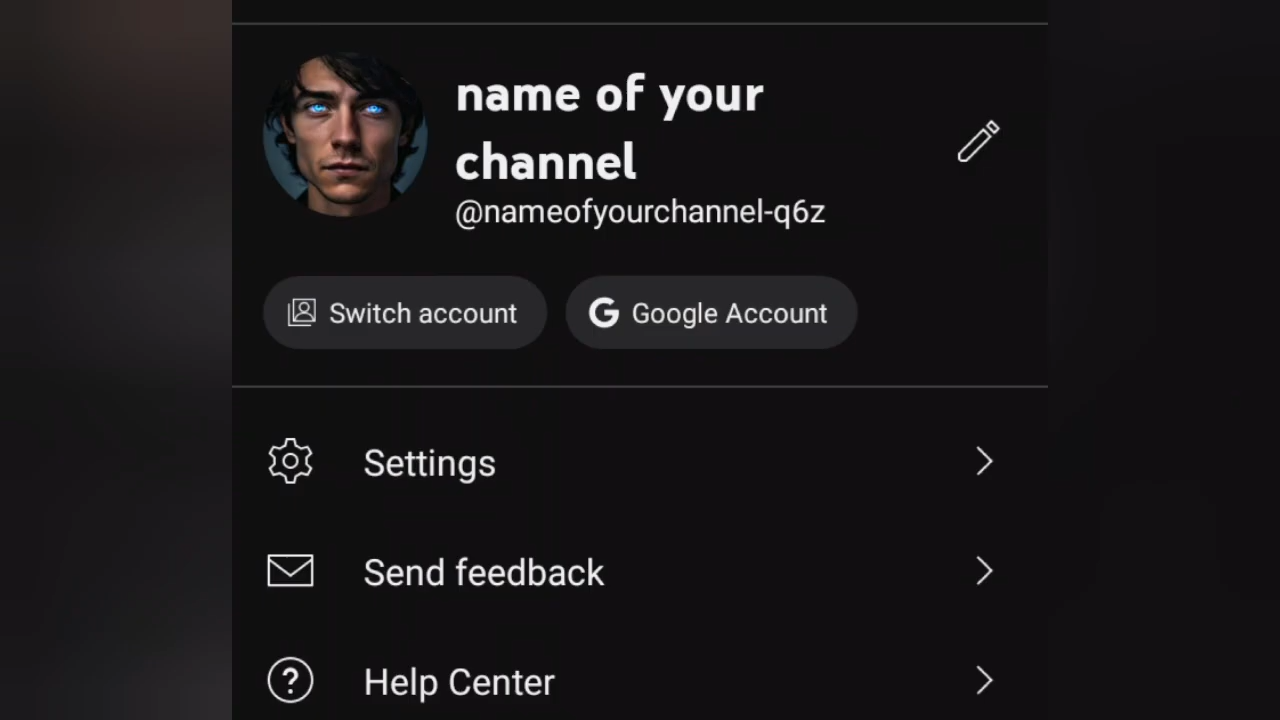 name of your
channel
@nameofyourchannel-q6z
Switch account
Google Account
Settings
Send feedback
Help Center